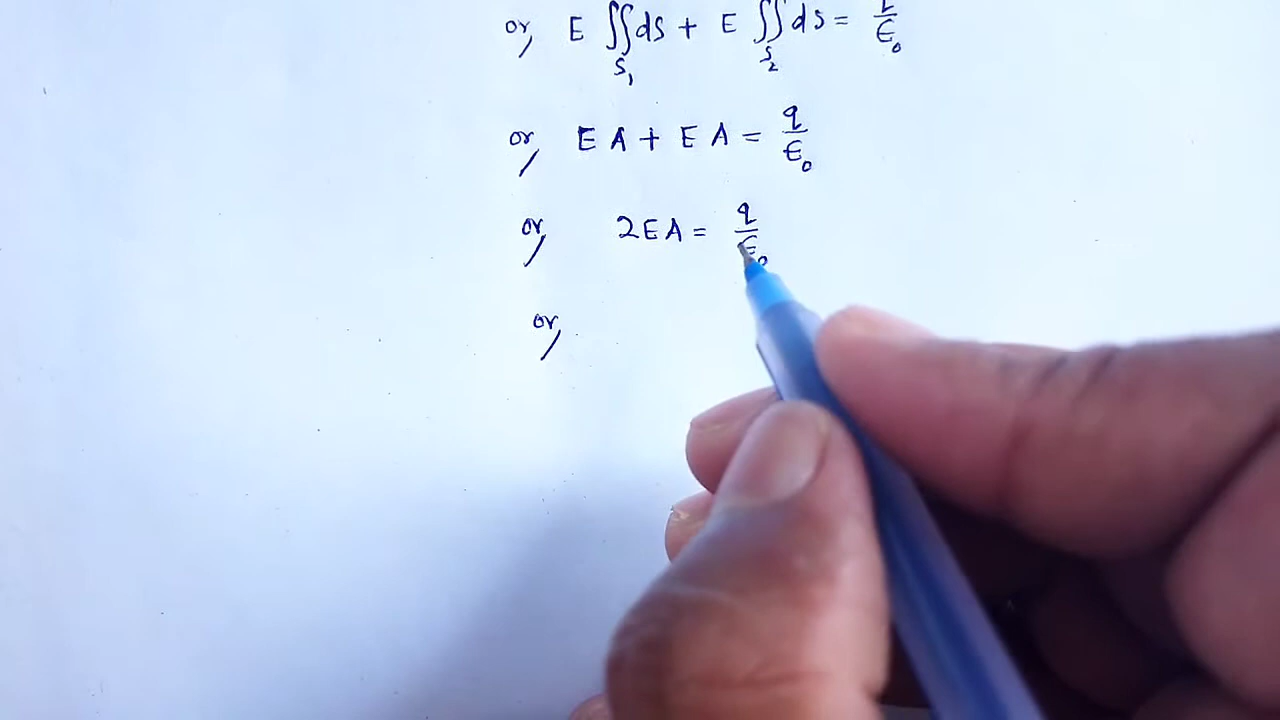 or, E ∬ds + E ∬ds = q/ϵ₀
S₁ S₂
or, EA + EA = q/ϵ₀
or, 2EA = q/ϵ₀
or,